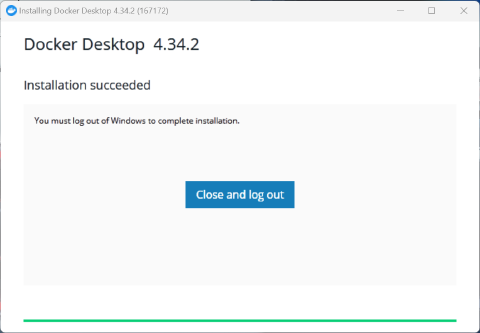 Installing Docker Desktop 4.34.2 (167172)
Docker Desktop 4.34.2
Installation succeeded
You must log out of Windows to complete installation.
Close and log out